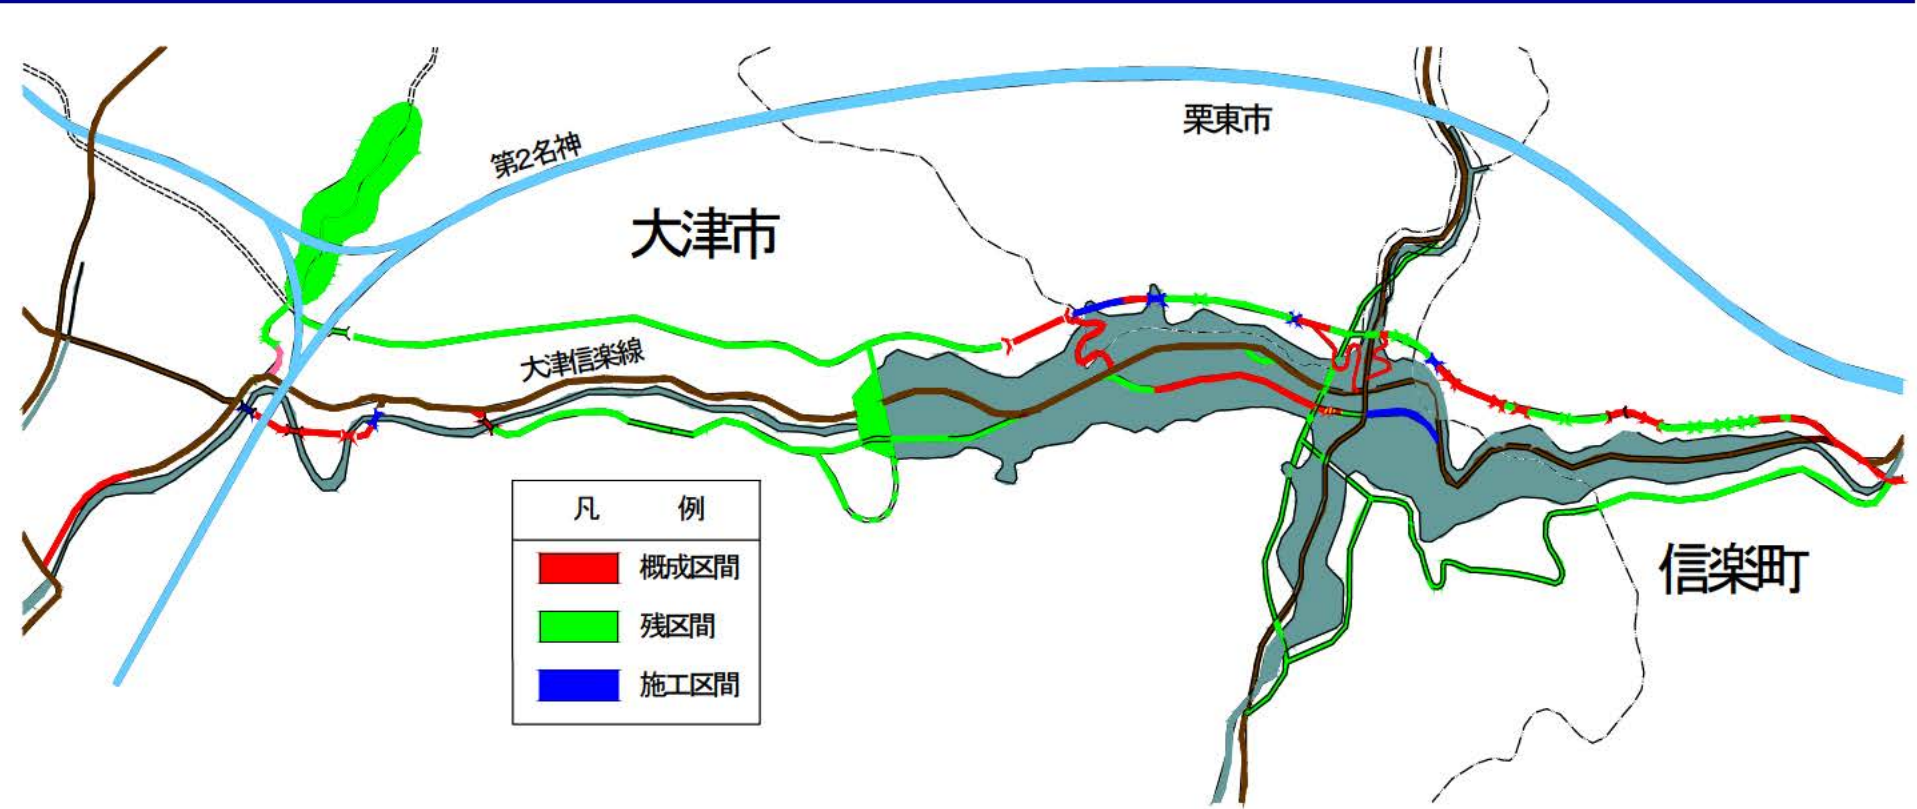 栗東市
第2名神
大津市
大津信楽線
凡 例
概成区間
残区間
施工区間
信楽町